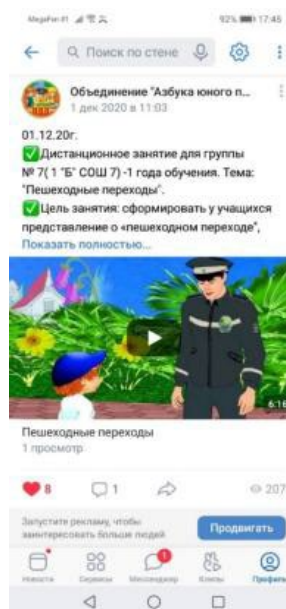 MegaFon #1
92% 17:45
Поиск по стене
Объединение "Азбука юного п...
1 дек 2020 в 11:03
01.12.20г.
✅Дистанционное занятие для группы
№ 7( 1 "Б" СОШ 7) -1 года обучения. Тема:
"Пешеходные переходы".
✅Цель занятия: сформировать у учащихся
представление о «пешеходном переходе",
Показать полностью...
6:16
Пешеходные переходы
1 просмотр
8
1
207
Запустите рекламу, чтобы
заинтересовать больше людей
Продвигать
Новости
Сервисы
Мессенджер
Клипы
Профиль